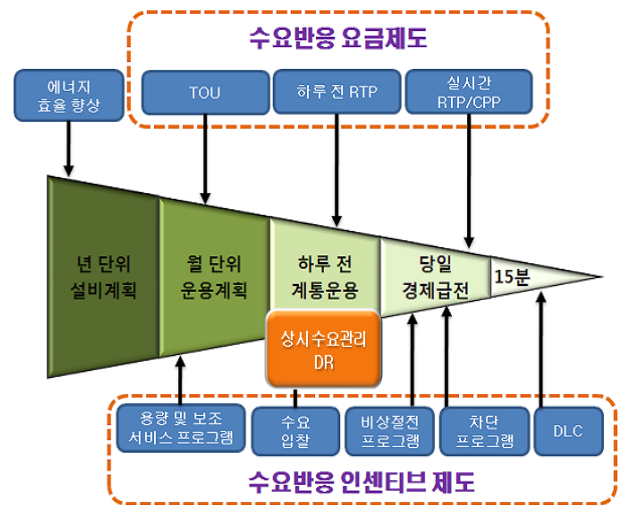 수요반응 요금제도
에너지
효율 향상
TOU
하루 전 RTP
실시간
RTP/CPP
년 단위
설비계획
월 단위
운용계획
하루 전
계통운용
당일
경제급전
15분
상시 수요관리
DR
용량 및 보조
서비스 프로그램
수요
입찰
비상절전
프로그램
차단
프로그램
DLC
수요반응 인센티브 제도